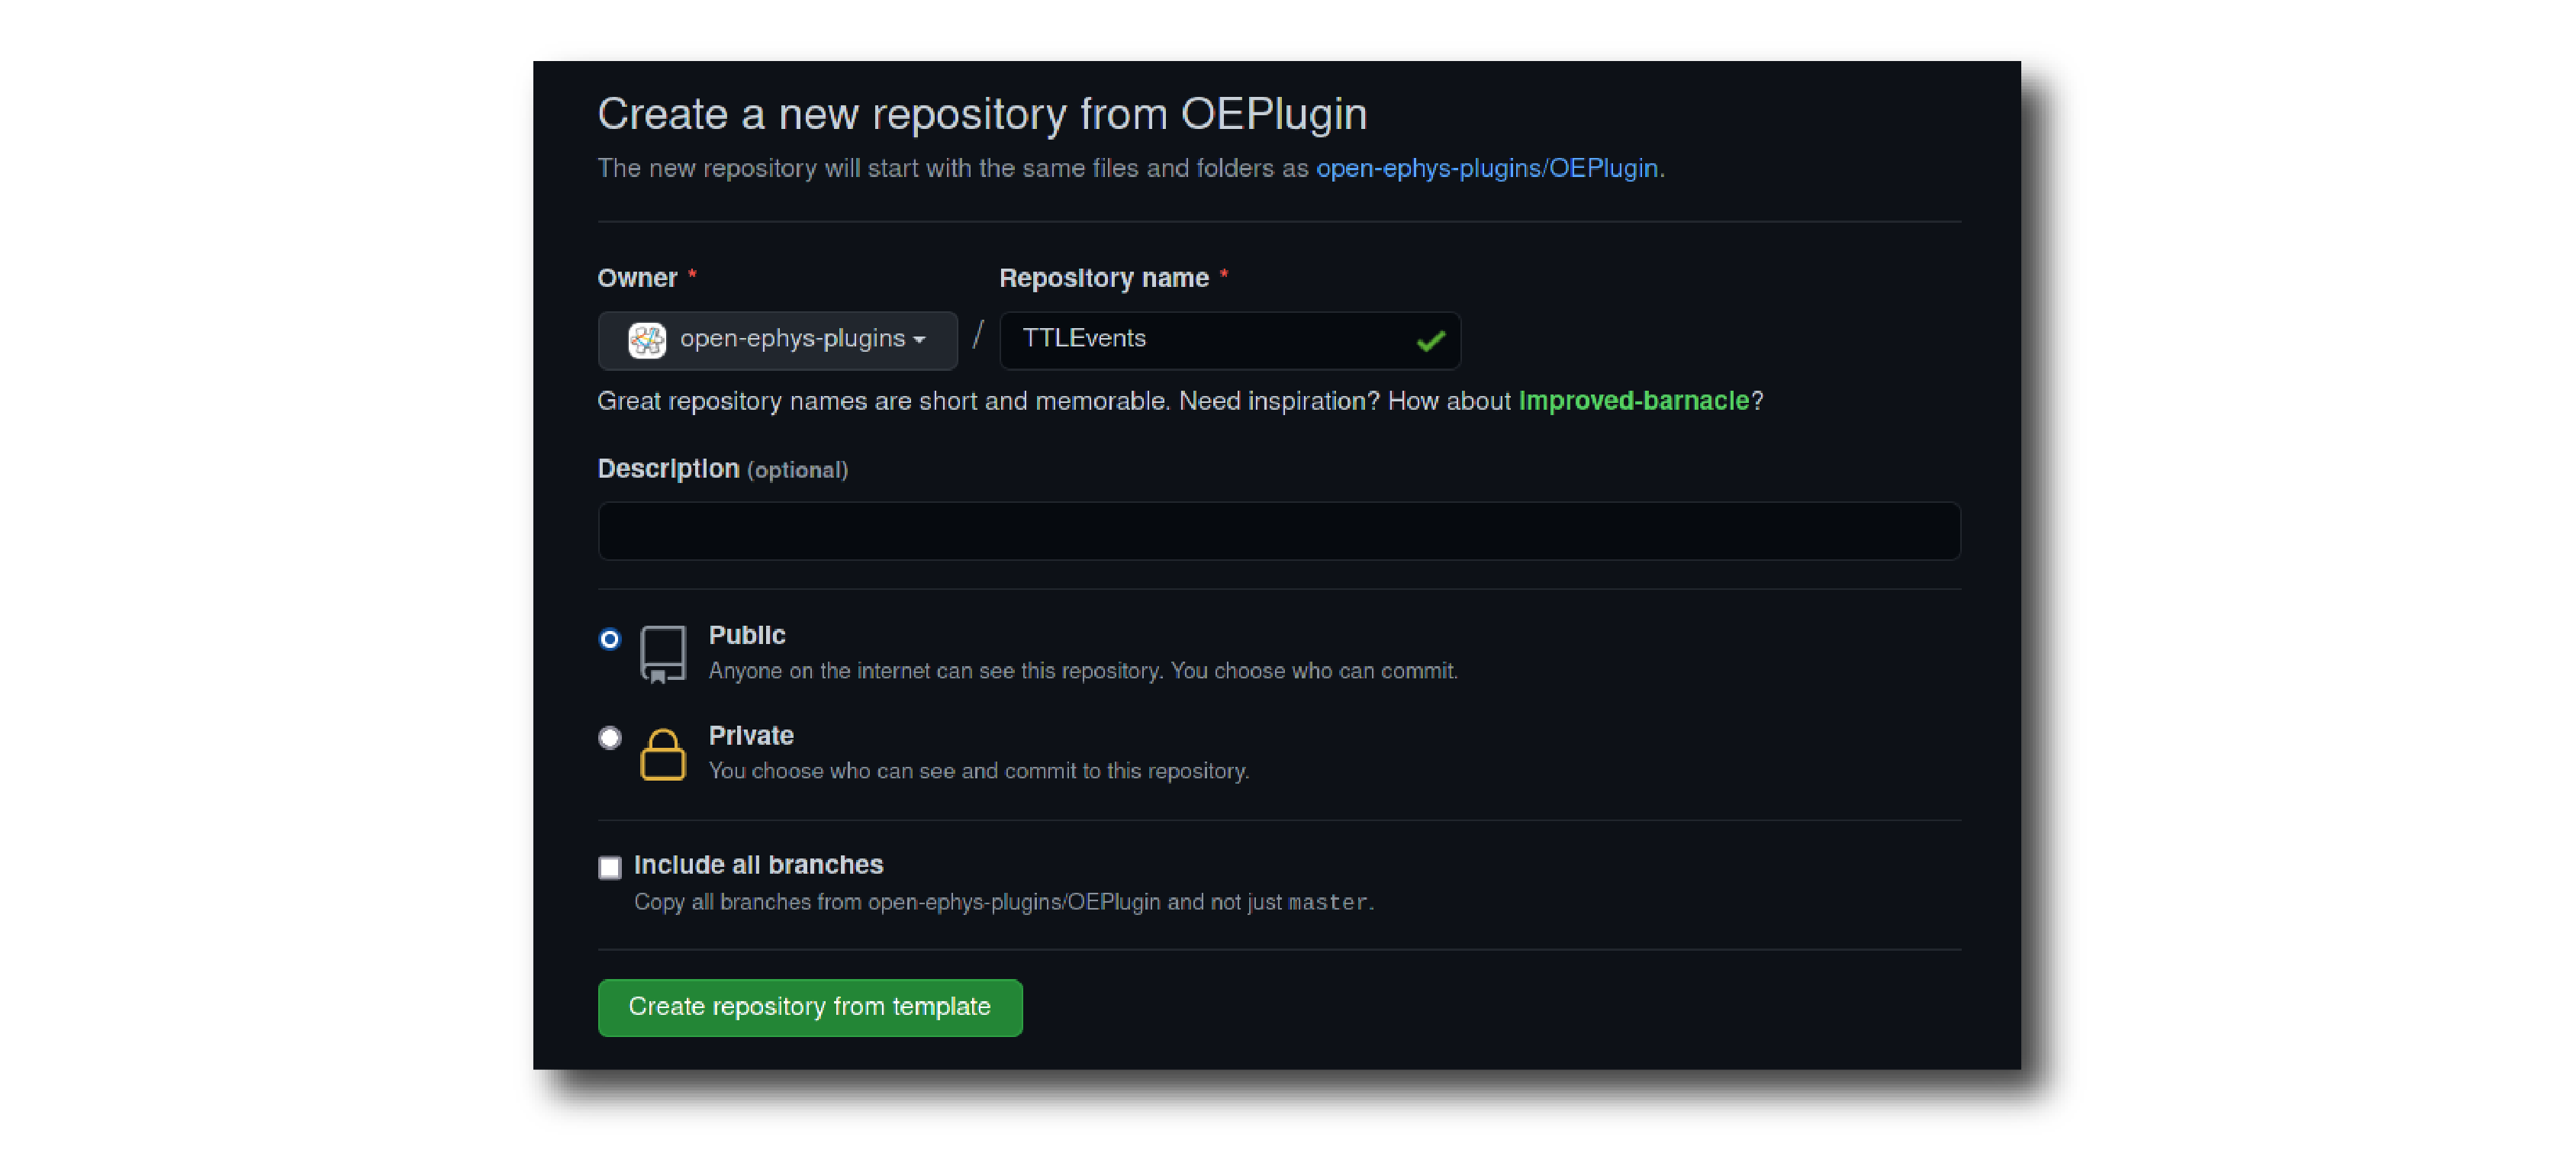 Create a new repository from OEPlugin
The new repository will start with the same files and folders as open-ephys-plugins/OEPlugin.
Owner * Repository name *
open-ephys-plugins / TTLEvents
Great repository names are short and memorable. Need inspiration? How about improved-barnacle?
Description (optional)
Public
Anyone on the internet can see this repository. You choose who can commit.
Private
You choose who can see and commit to this repository.
Include all branches
Copy all branches from open-ephys-plugins/OEPlugin and not just master.
Create repository from template